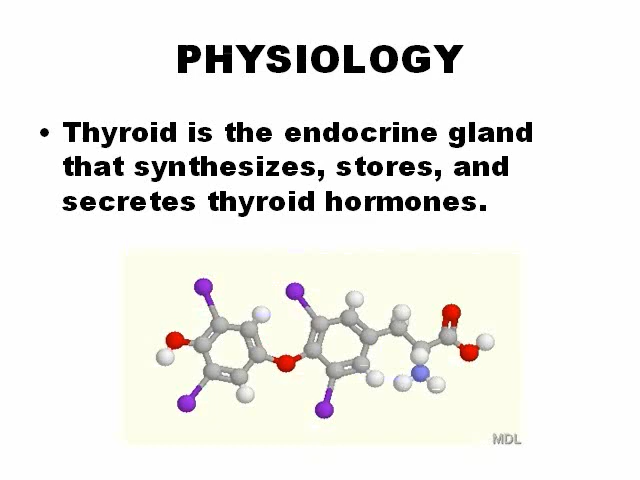 PHYSIOLOGY
• Thyroid is the endocrine gland
that synthesizes, stores, and
secretes thyroid hormones.
MDL